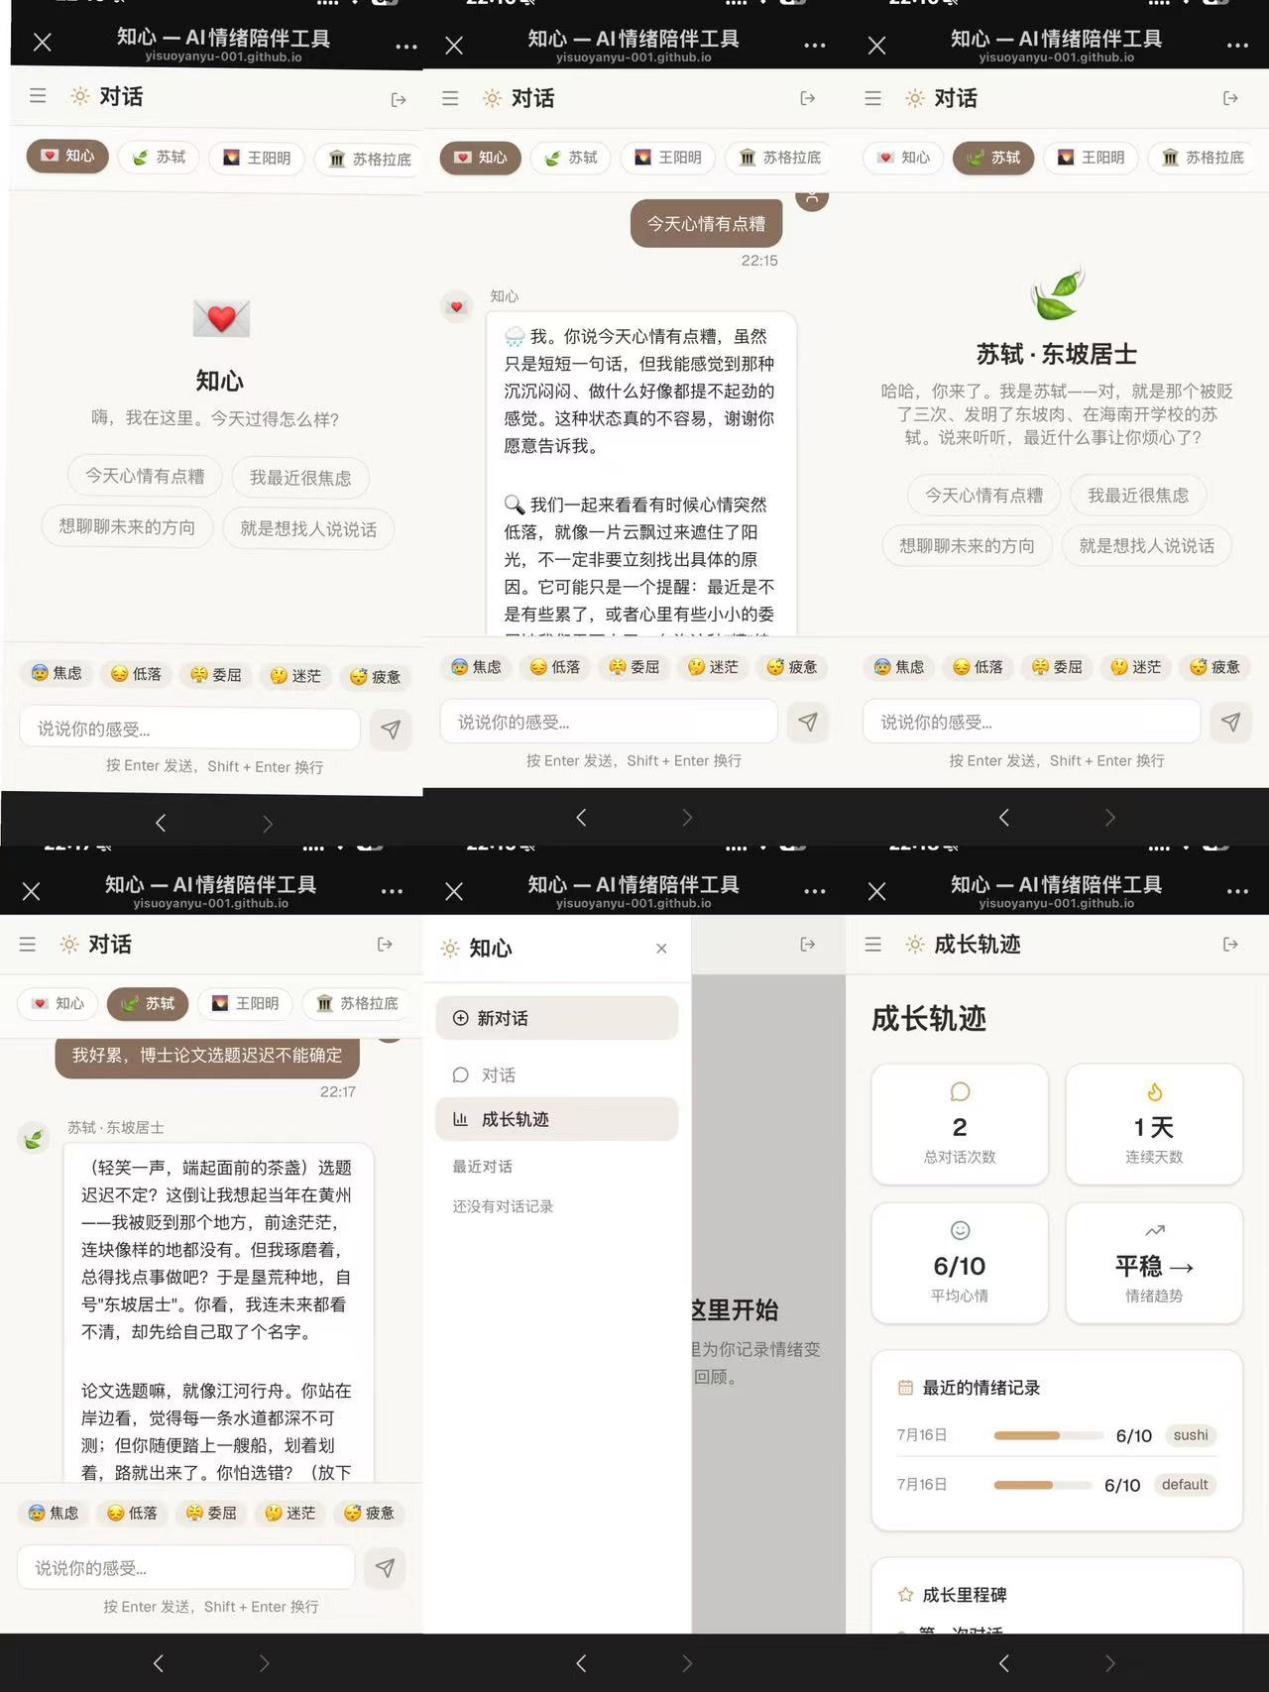 知心 — AI情绪陪伴工具
yisuoyanyu-001.github.io
对话
知心
苏轼
王阳明
苏格拉底
知心
嗨，我在这里。今天过得怎么样？
今天心情有点糟
我最近很焦虑
想聊聊未来的方向
就是想找人说说话
焦虑
低落
委屈
迷茫
疲惫
说说你的感受...
按 Enter 发送，Shift + Enter 换行
知心 — AI情绪陪伴工具
yisuoyanyu-001.github.io
对话
知心
苏轼
王阳明
苏格拉底
今天心情有点糟
22:15
知心
我。你说今天心情有点糟，虽然
只是短短一句话，但我能感觉到那种
沉沉闷闷、做什么好像都提不起劲的
感觉。这种状态真的不容易，谢谢你
愿意告诉我。
我们一起来看看有时候心情突然
低落，就像一片云飘过来遮住了阳
光，不一定非要立刻找出具体的原
因。它可能只是一个提醒：最近是不
是有些累了，或者心里有些小小的委
焦虑
低落
委屈
迷茫
疲惫
说说你的感受...
按 Enter 发送，Shift + Enter 换行
知心 — AI情绪陪伴工具
yisuoyanyu-001.github.io
对话
知心
苏轼
王阳明
苏格拉底
苏轼 · 东坡居士
哈哈，你来了。我是苏轼——对，就是那个被贬
了三次、发明了东坡肉、在海南开学校的苏
轼。说来听听，最近什么事让你烦心了？
今天心情有点糟
我最近很焦虑
想聊聊未来的方向
就是想找人说说话
焦虑
低落
委屈
迷茫
疲惫
说说你的感受...
按 Enter 发送，Shift + Enter 换行
知心 — AI情绪陪伴工具
yisuoyanyu-001.github.io
对话
知心
苏轼
王阳明
苏格拉底
我好累，博士论文选题迟迟不能确定
22:17
苏轼 · 东坡居士
（轻笑一声，端起面前的茶盏）选题
迟迟不定？这倒让我想起当年在黄州
——我被贬到那个地方，前途茫茫，
连块像样的地都没有。但我琢磨着，
总得找点事做吧？于是垦荒种地，自
号"东坡居士"。你看，我连未来都看
不清，却先给自己取了个名字。
论文选题嘛，就像江河行舟。你站在
岸边看，觉得每一条水道都深不可
测；但你随便踏上一艘船，划着划
着，路就出来了。你怕选错？（放下
焦虑
低落
委屈
迷茫
疲惫
说说你的感受...
按 Enter 发送，Shift + Enter 换行
知心 — AI情绪陪伴工具
yisuoyanyu-001.github.io
知心
新对话
对话
成长轨迹
最近对话
还没有对话记录
这里开始
里为你记录情绪变
回顾。
知心 — AI情绪陪伴工具
yisuoyanyu-001.github.io
成长轨迹
成长轨迹
2
总对话次数
1 天
连续天数
6/10
平均心情
平稳 →
情绪趋势
最近的情绪记录
7月16日 6/10 sushi
7月16日 6/10 default
成长里程碑